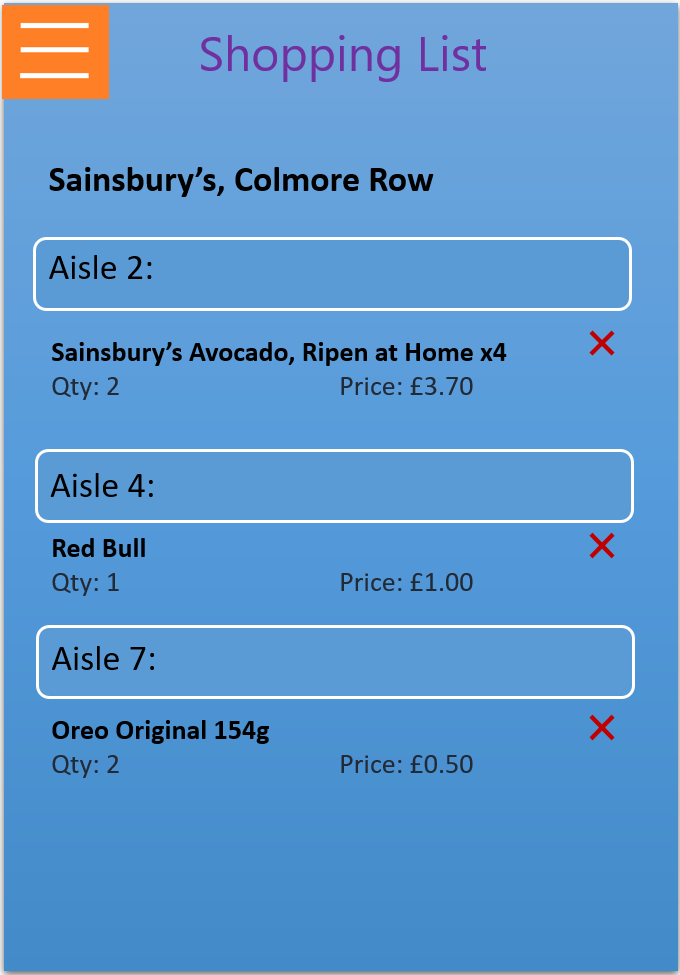 Shopping List
Sainsbury’s, Colmore Row
Aisle 2:
Sainsbury’s Avocado, Ripen at Home x4
Qty: 2 Price: £3.70
Aisle 4:
Red Bull
Qty: 1 Price: £1.00
Aisle 7:
Oreo Original 154g
Qty: 2 Price: £0.50